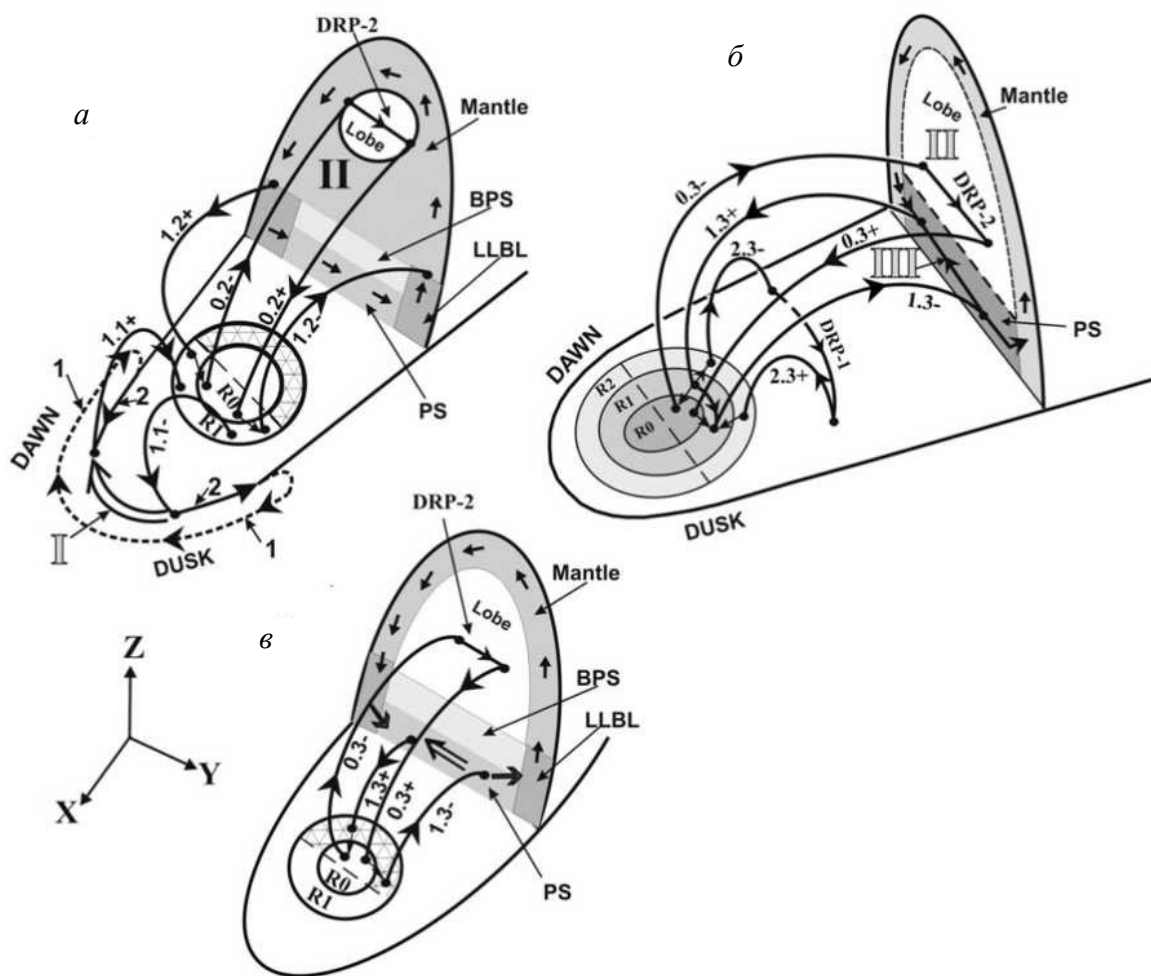 а
DRP-2
Mantle
Lobe
II
BPS
LLBL
1.2+
0.2-
0.2+
1.2-
1.1+
1
2
R0
R1
PS
DAWN
1.1-
2
I
1
DUSK
б
Lobe
Mantle
II
DRP-2
0.3-
1.3+
0.3+
2.3-
III
1.3-
PS
DAWN
DRP-1
2.3+
R2
R1
R0
DUSK
в
DRP-2
Mantle
Lobe
BPS
LLBL
0.3-
1.3+
0.3+
1.3-
PS
R0
R1
Z
Y
X